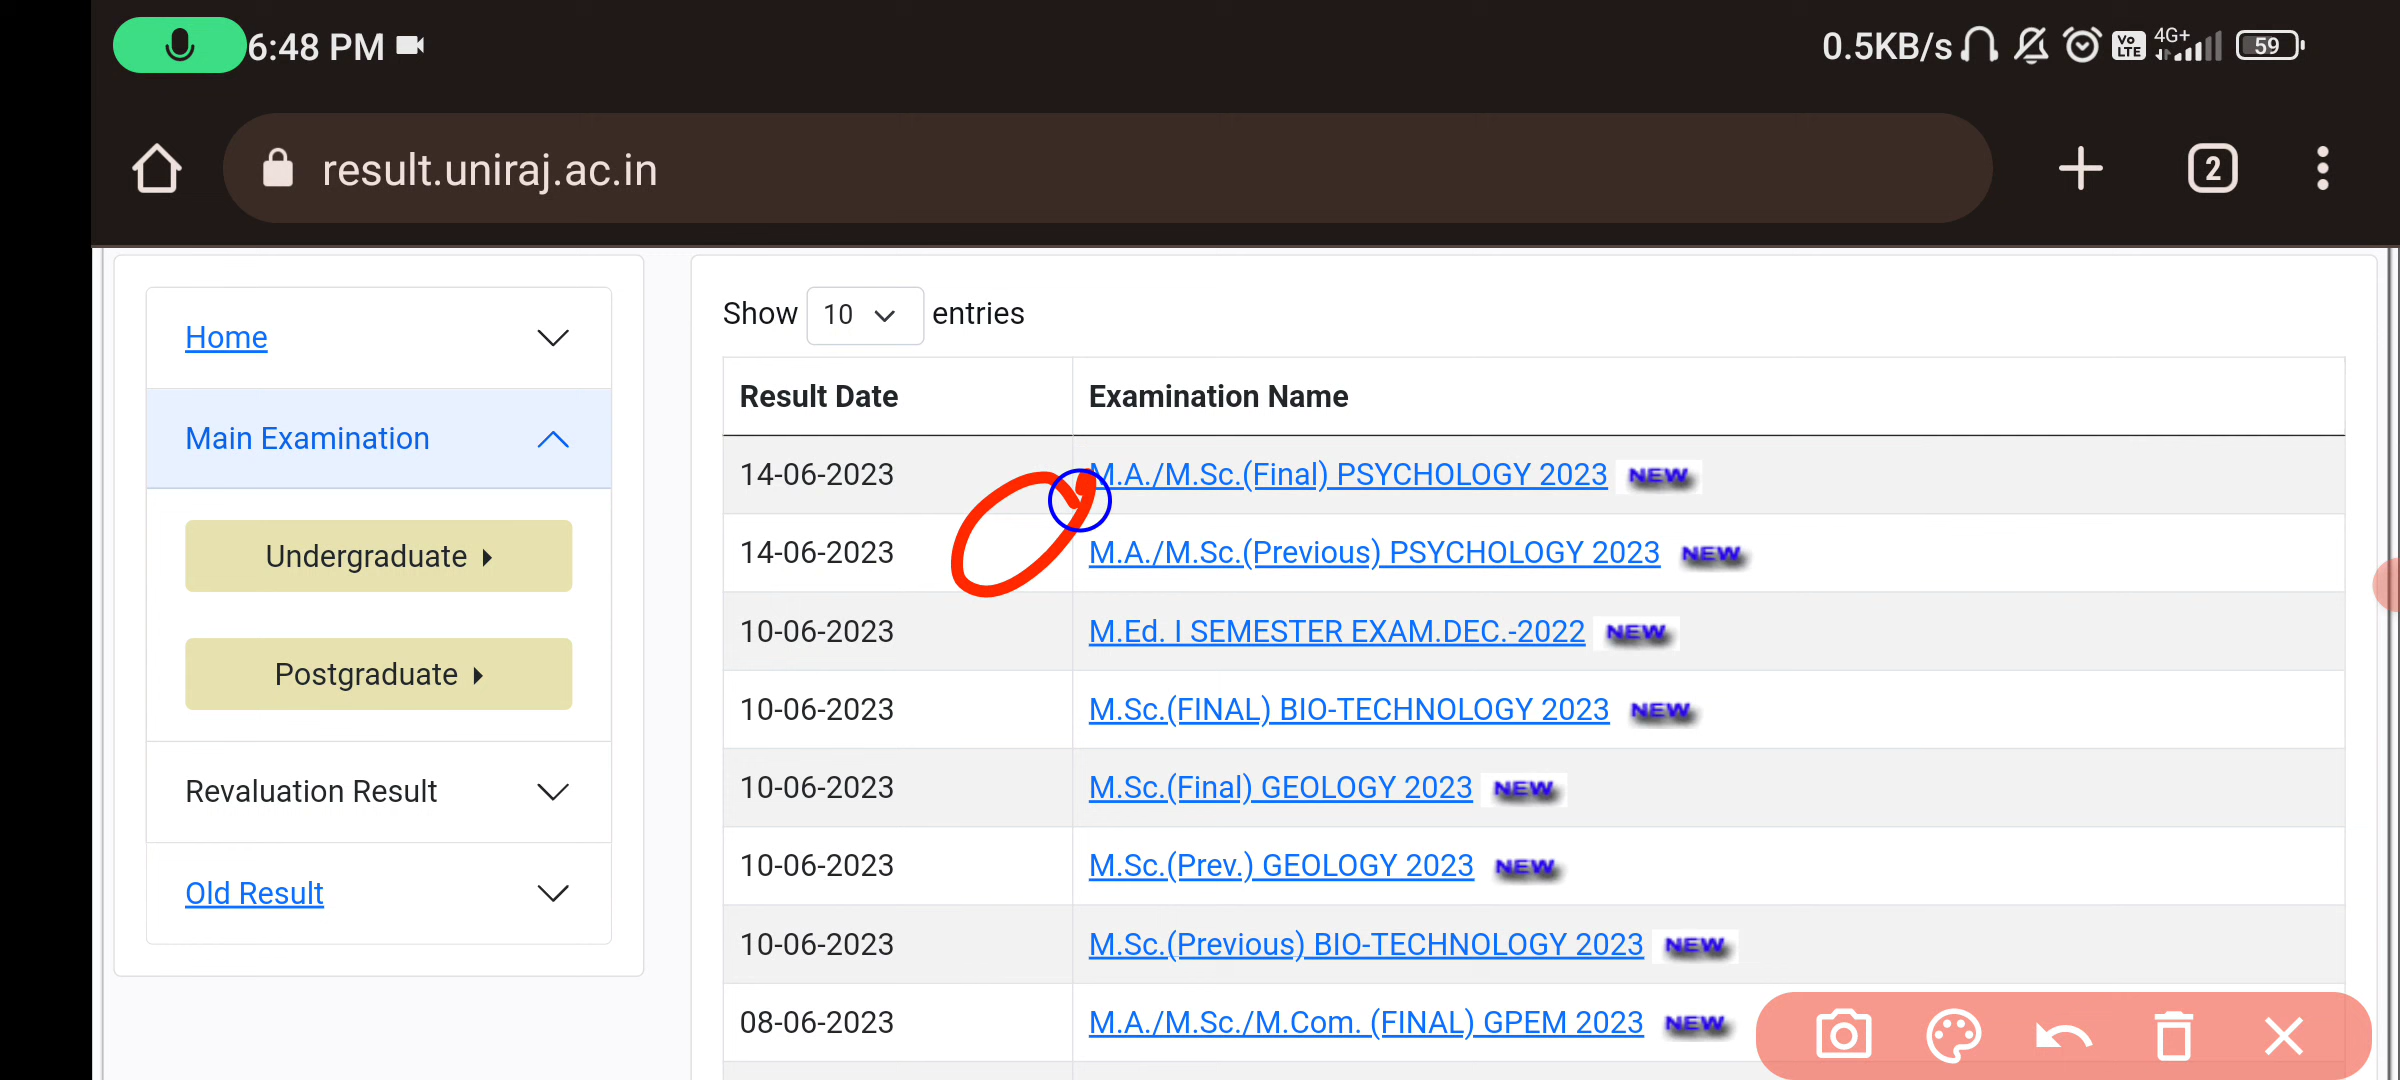 6:48 PM
0.5KB/s
Vo
LTE
4G+
59
result.uniraj.ac.in
2
Home
Main Examination
Undergraduate
Postgraduate
Revaluation Result
Old Result
Show 10 entries
Result Date Examination Name
14-06-2023 M.A./M.Sc.(Final) PSYCHOLOGY 2023 NEW
14-06-2023 M.A./M.Sc.(Previous) PSYCHOLOGY 2023 NEW
10-06-2023 M.Ed. I SEMESTER EXAM.DEC.-2022 NEW
10-06-2023 M.Sc.(FINAL) BIO-TECHNOLOGY 2023 NEW
10-06-2023 M.Sc.(Final) GEOLOGY 2023 NEW
10-06-2023 M.Sc.(Prev.) GEOLOGY 2023 NEW
10-06-2023 M.Sc.(Previous) BIO-TECHNOLOGY 2023 NEW
08-06-2023 M.A./M.Sc./M.Com. (FINAL) GPEM 2023 NEW